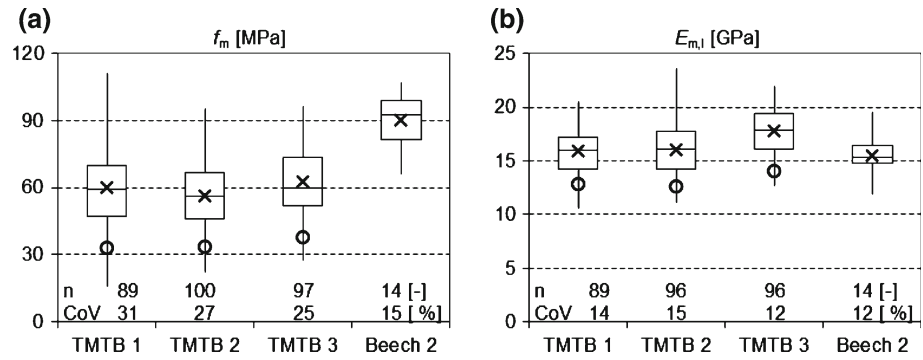 (a)
fm [MPa]
120
90
60
30
0
n 89 100 97 14 [-]
CoV 31 27 25 15 [ %]
TMTB 1 TMTB 2 TMTB 3 Beech 2
(b)
Em,l [GPa]
25
20
15
10
5
0
n 89 96 96 14 [-]
CoV 14 15 12 12 [ %]
TMTB 1 TMTB 2 TMTB 3 Beech 2